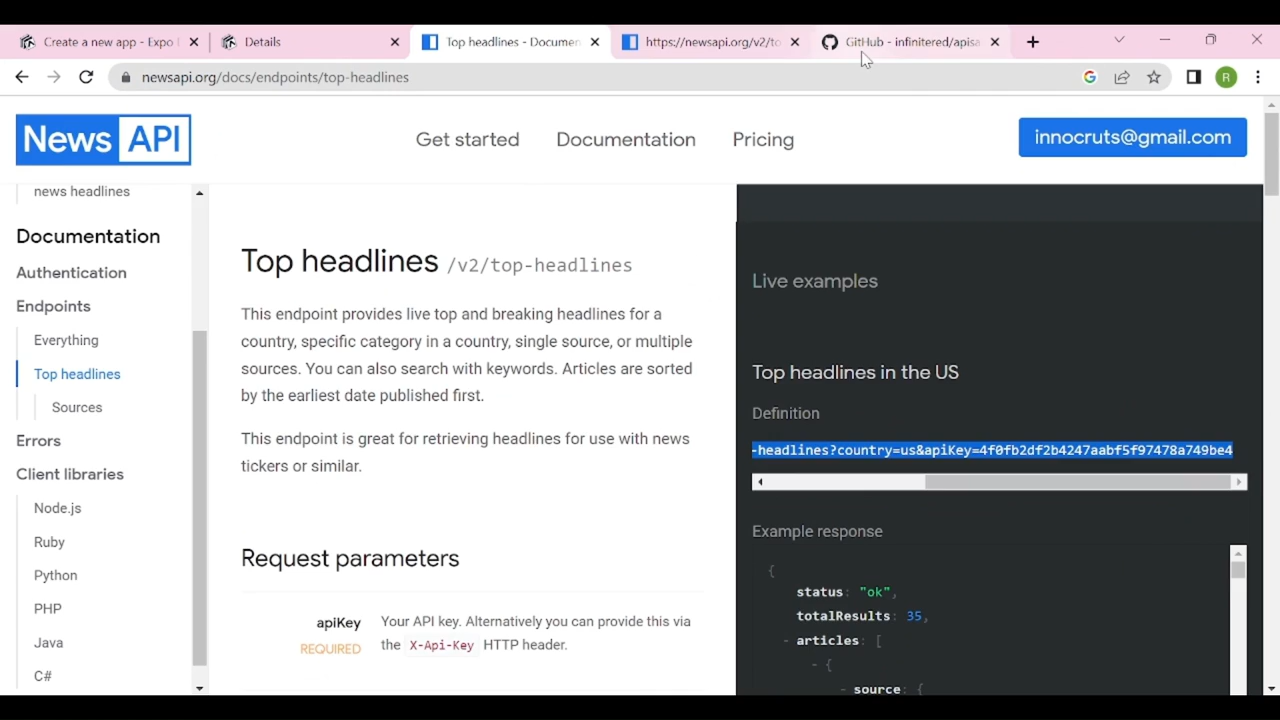 Create a new app - Expo
Details
Top headlines - Documen
https://newsapi.org/v2/to
GitHub - infinitered/apisa
newsapi.org/docs/endpoints/top-headlines
R
News API
Get started
Documentation
Pricing
innocruts@gmail.com
news headlines
Documentation
Authentication
Endpoints
Everything
Top headlines
Sources
Errors
Client libraries
Node.js
Ruby
Python
PHP
Java
C#
Top headlines /v2/top-headlines
This endpoint provides live top and breaking headlines for a
country, specific category in a country, single source, or multiple
sources. You can also search with keywords. Articles are sorted
by the earliest date published first.
This endpoint is great for retrieving headlines for use with news
tickers or similar.
Request parameters
apiKey
REQUIRED
Your API key. Alternatively you can provide this via
the X-Api-Key HTTP header.
Live examples
Top headlines in the US
Definition
-headlines?country=us&apiKey=4f0fb2df2b4247aabf5f97478a749be4
Example response
{
status: "ok",
totalResults: 35,
- articles: [
- {
- source: {